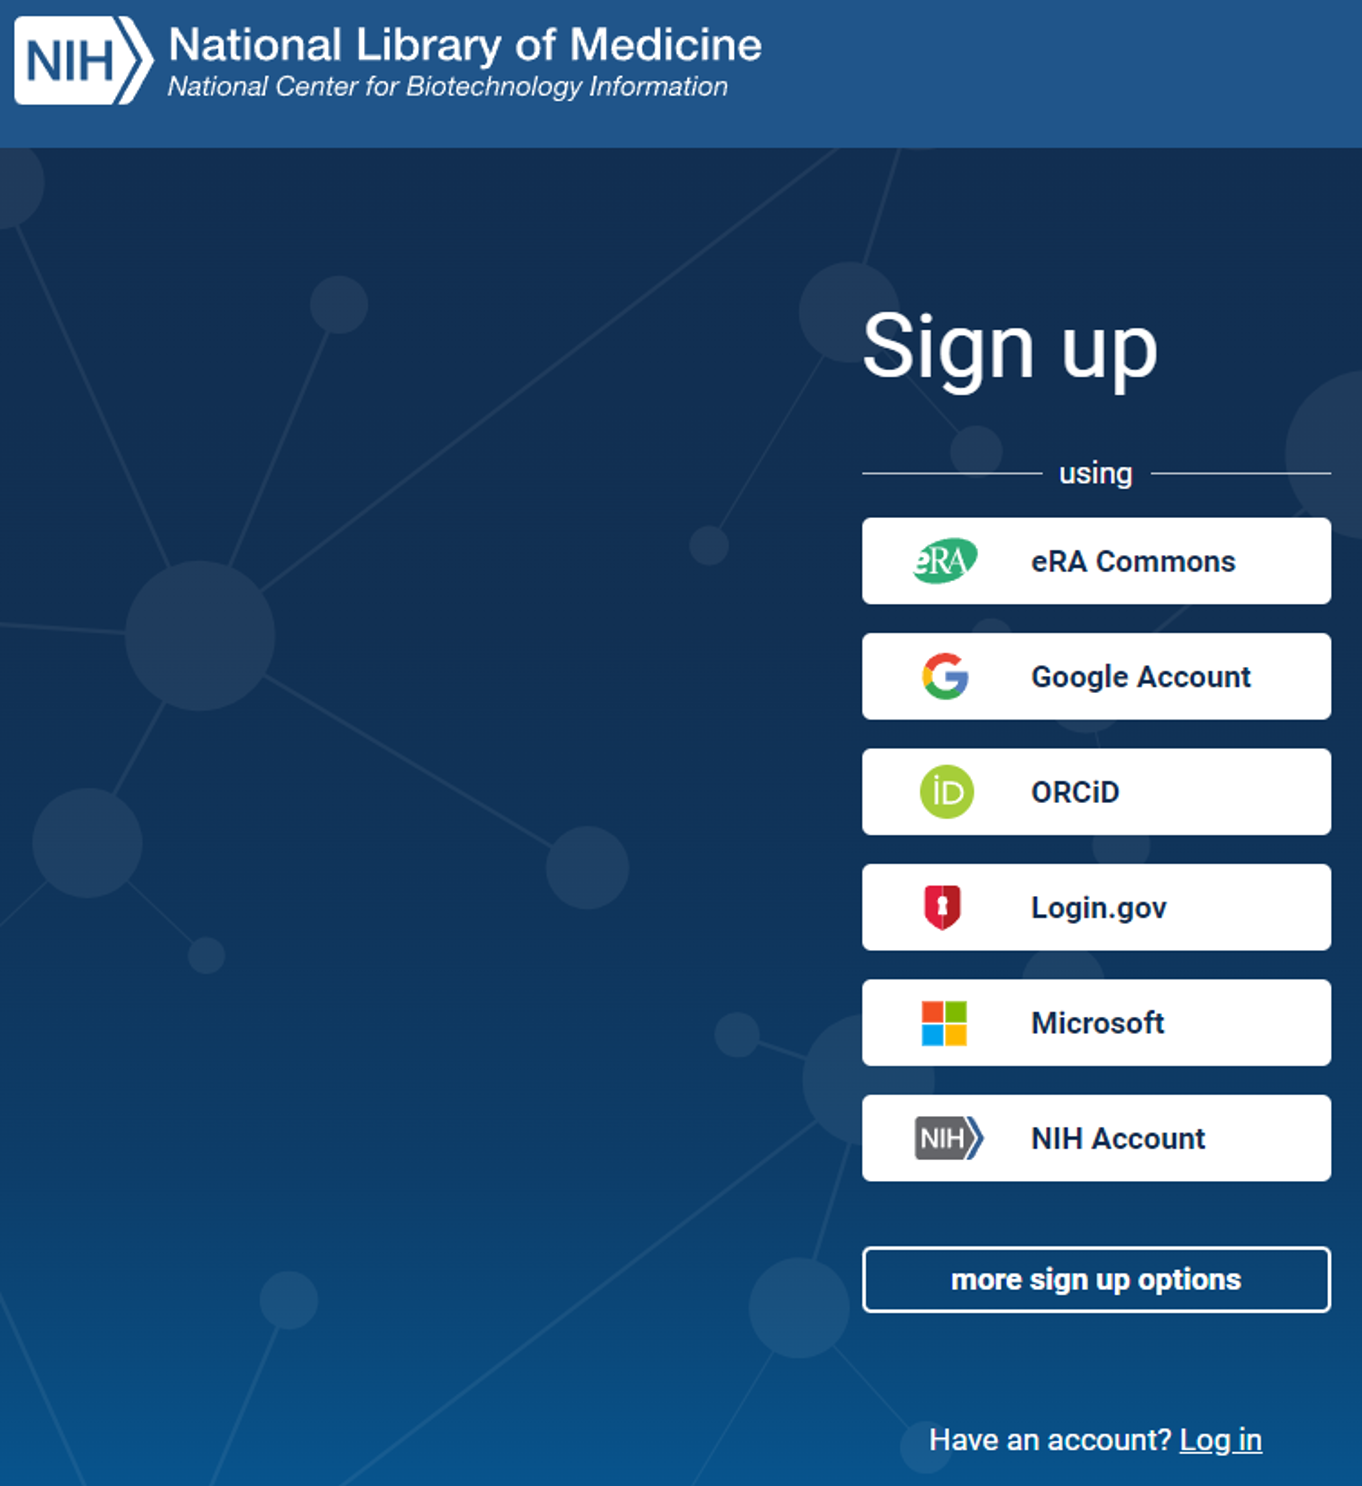 NIH National Library of Medicine
National Center for Biotechnology Information
Sign up
using
eRA eRA Commons
G Google Account
iD ORCiD
Login.gov
Microsoft
NIH NIH Account
more sign up options
Have an account? Log in